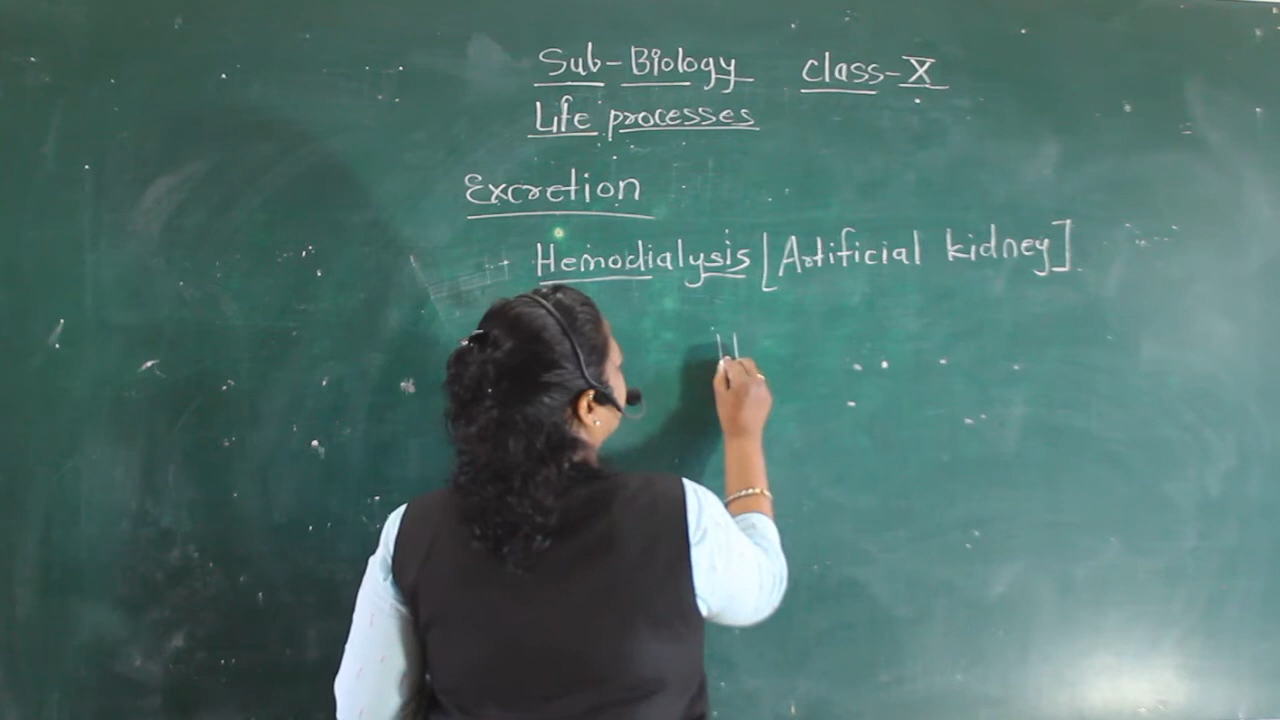 Sub-Biology class-X
Life processes
Excretion
Hemodialysis [Artificial kidney]